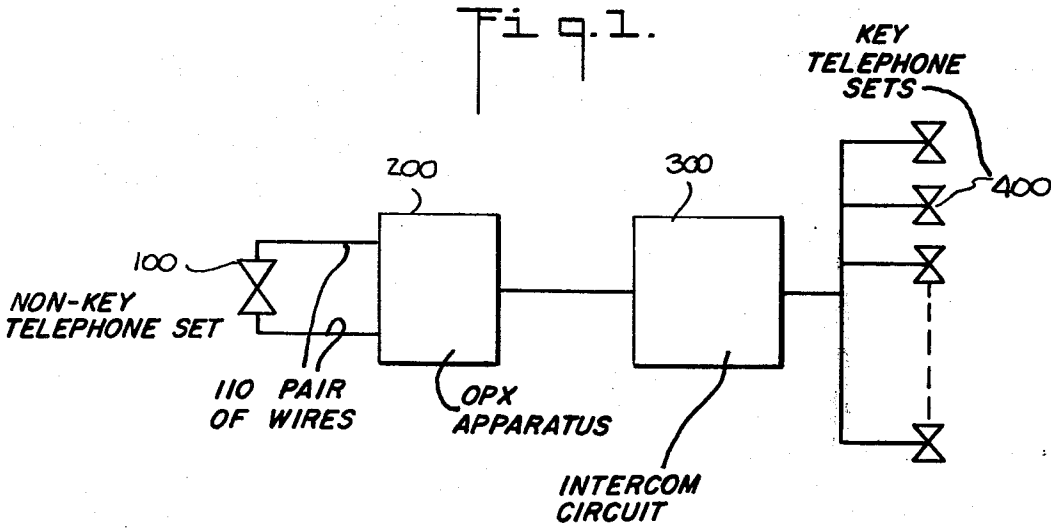 Fig.1.
KEY
TELEPHONE
SETS
200
300
400
100
NON-KEY
TELEPHONE SET
110 PAIR
OF WIRES
OPX
APPARATUS
INTERCOM
CIRCUIT